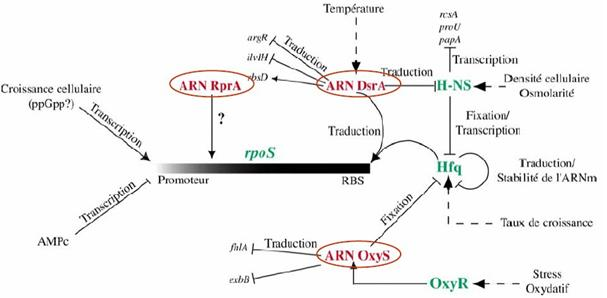 Température
rcsA
proU
papA
argR
ilvIH
rbsD
Traduction
Transcription
Croissance cellulaire
(ppGpp?)
ARN RprA
ARN DsrA
Traduction
H-NS
Densité cellulaire
Osmolarité
Transcription
?
Traduction
Fixation/
Transcription
rpoS
Promoteur
RBS
Hfq
Traduction/
Stabilité de l'ARNm
Transcription
Fixation
AMPc
Taux de croissance
fhlA
Traduction
ARN OxyS
exbB
OxyR
Stress
Oxydatif